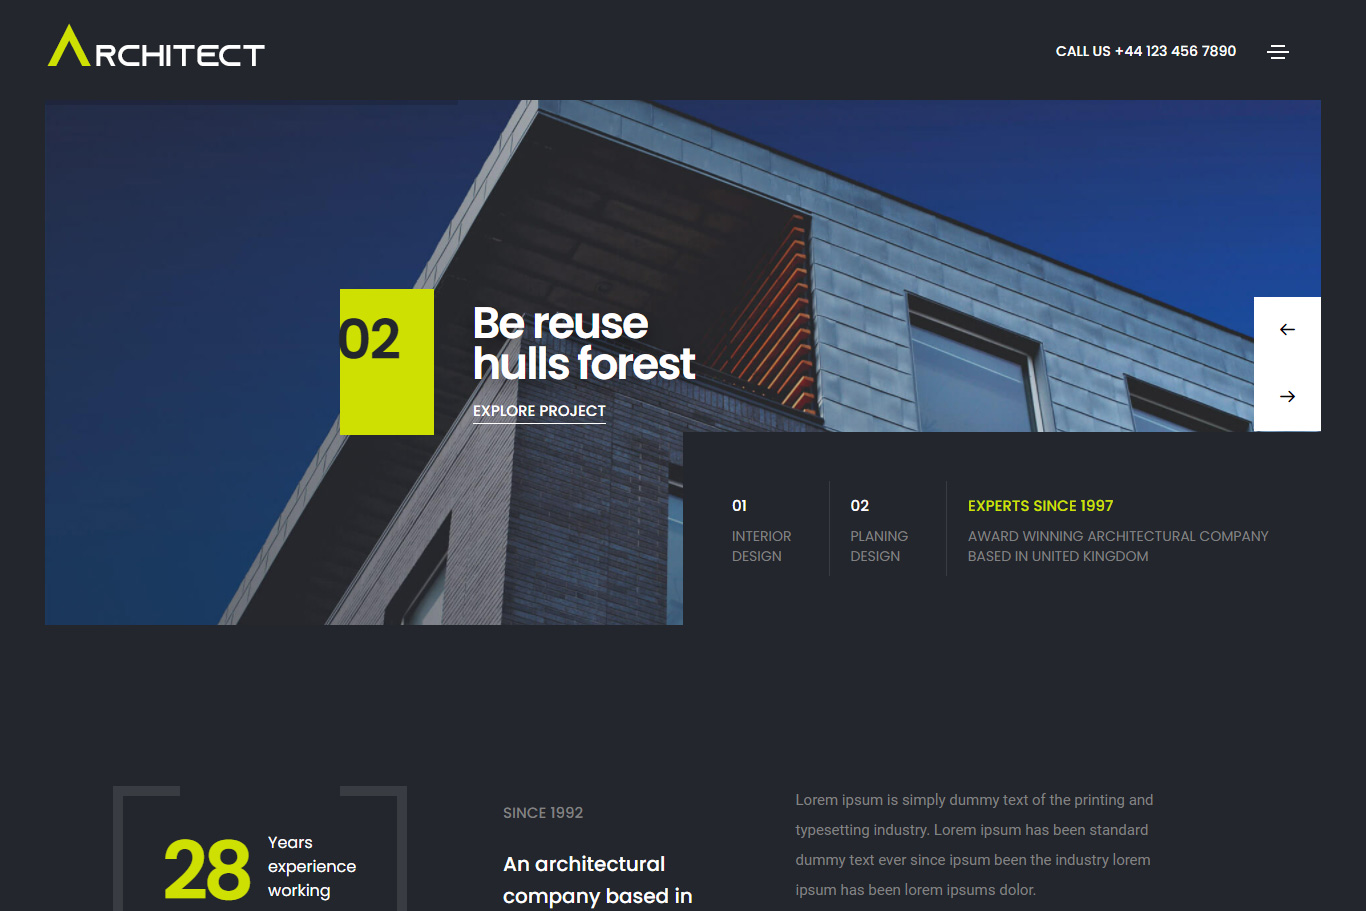 ARCHITECT
CALL US +44 123 456 7890
02
Be reuse
hulls forest
EXPLORE PROJECT
01
INTERIOR
DESIGN
02
PLANING
DESIGN
EXPERTS SINCE 1997
AWARD WINNING ARCHITECTURAL COMPANY
BASED IN UNITED KINGDOM
28
Years
experience
working
SINCE 1992
An architectural
company based in
Lorem ipsum is simply dummy text of the printing and
typesetting industry. Lorem ipsum has been standard
dummy text ever since ipsum been the industry lorem
ipsum has been lorem ipsums dolor.